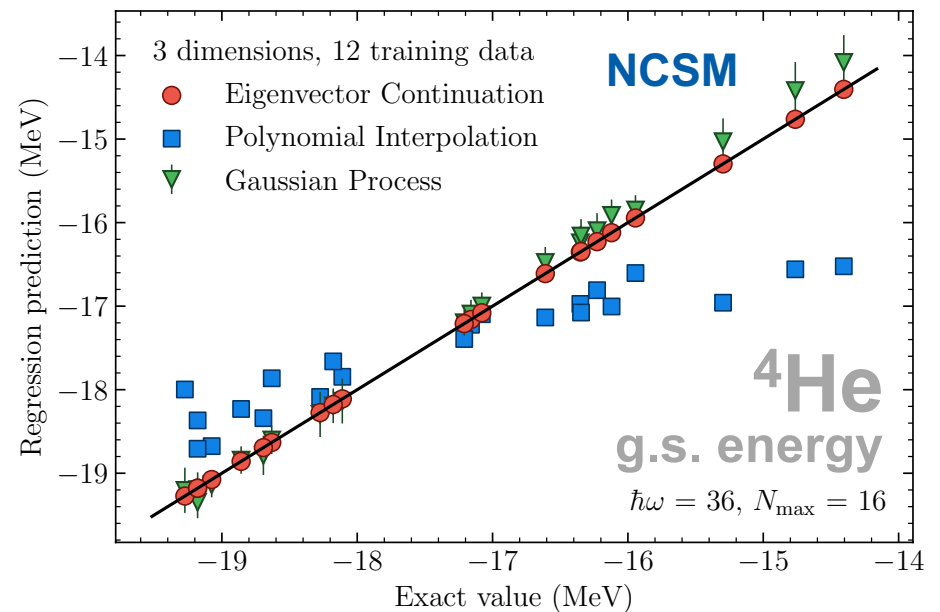 3 dimensions, 12 training data
NCSM
Eigenvector Continuation
Polynomial Interpolation
Gaussian Process
⁴He
g.s. energy
ℏω = 36, N_max = 16
Regression prediction (MeV)
−14
−15
−16
−17
−18
−19
−19
−18
−17
−16
−15
−14
Exact value (MeV)